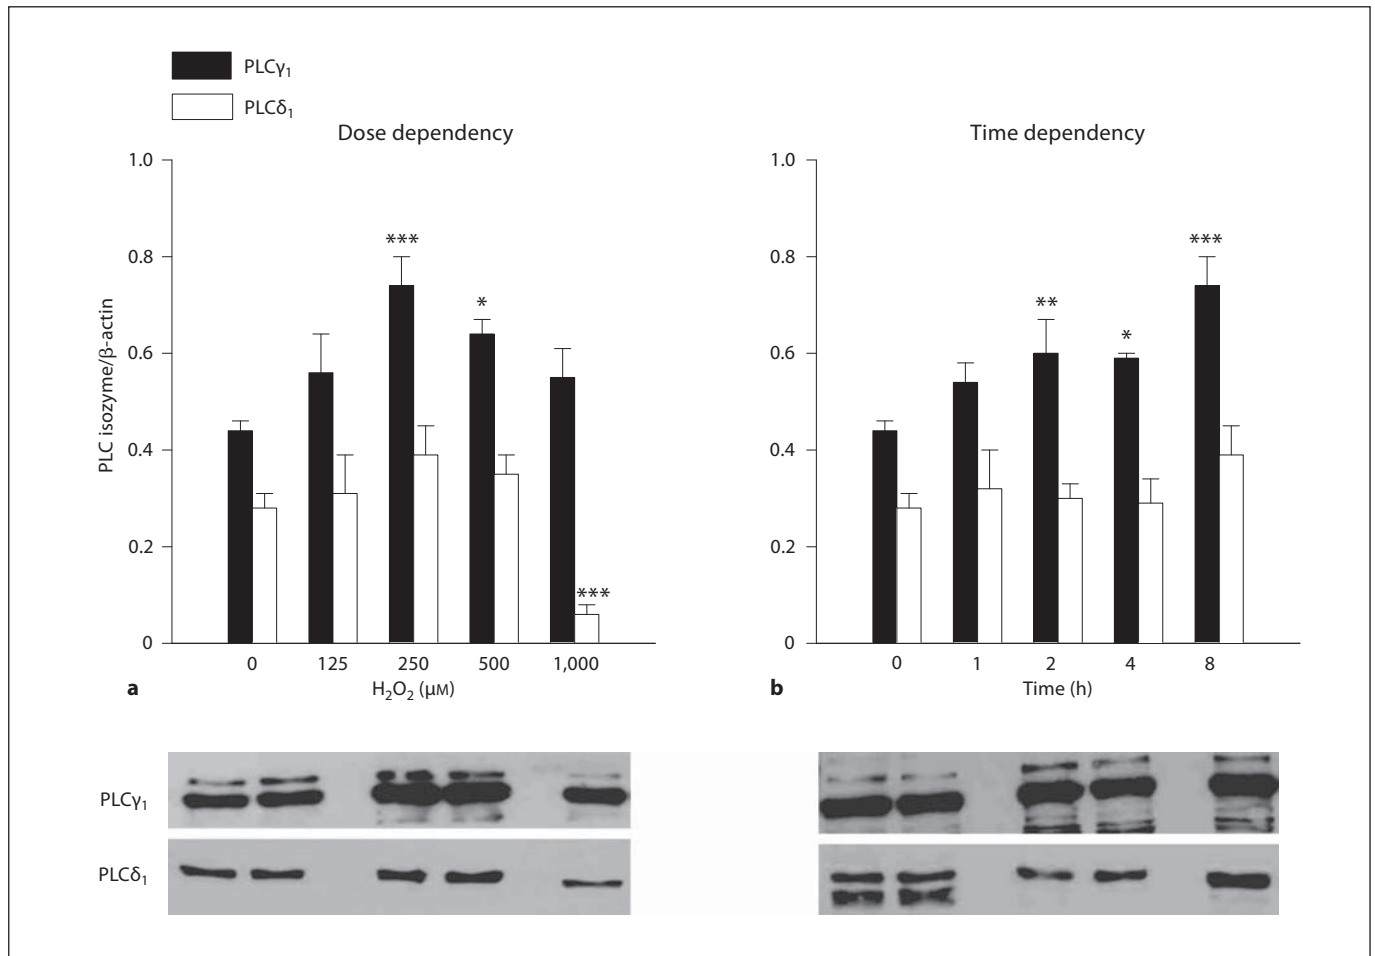 PLCγ₁
PLCδ₁
Dose dependency
1.0
0.8
0.6
0.4
0.2
0
PLC isozyme/β-actin
***
*
***
0 125 250 500 1,000
a H₂O₂ (μM)
Time dependency
1.0
0.8
0.6
0.4
0.2
0
**
*
***
0 1 2 4 8
b Time (h)
PLCγ₁
PLCδ₁